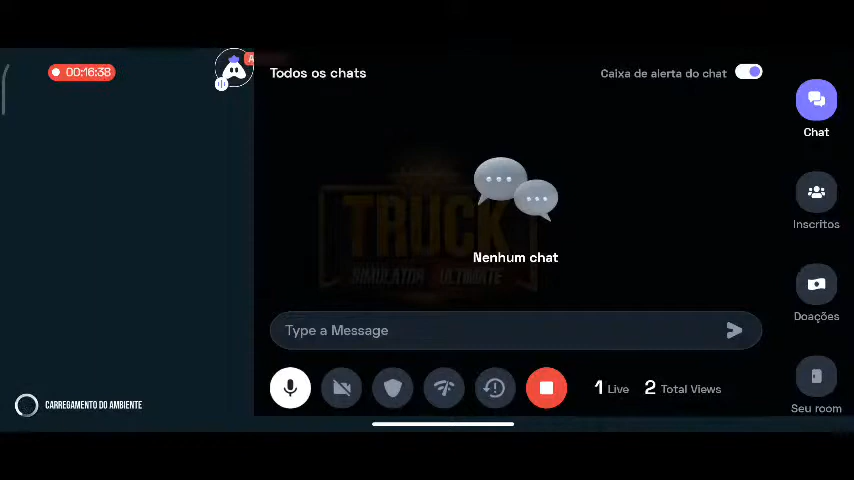 00:16:38
A
Todos os chats
Caixa de alerta do chat
Chat
TRUCK
SIMULATOR ULTIMATE
Nenhum chat
Inscritos
Doações
Type a Message
1 Live 2 Total Views
Seu room
CARREGAMENTO DO AMBIENTE